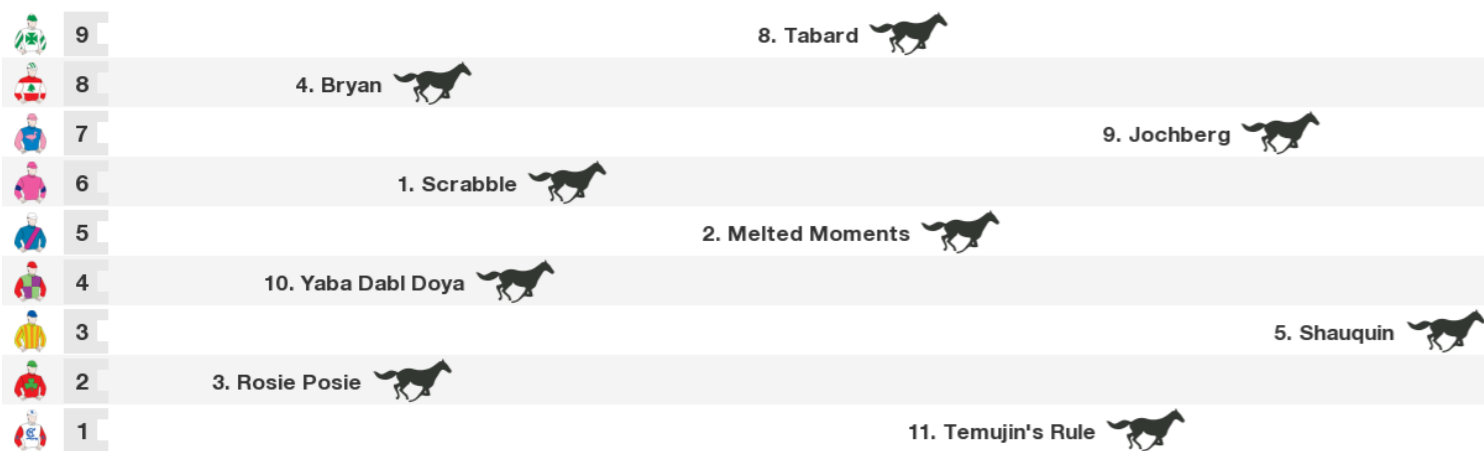 9 8. Tabard
8 4. Bryan
7 9. Jochberg
6 1. Scrabble
5 2. Melted Moments
4 10. Yaba Dabl Doya
3 5. Shauquin
2 3. Rosie Posie
1 11. Temujin's Rule